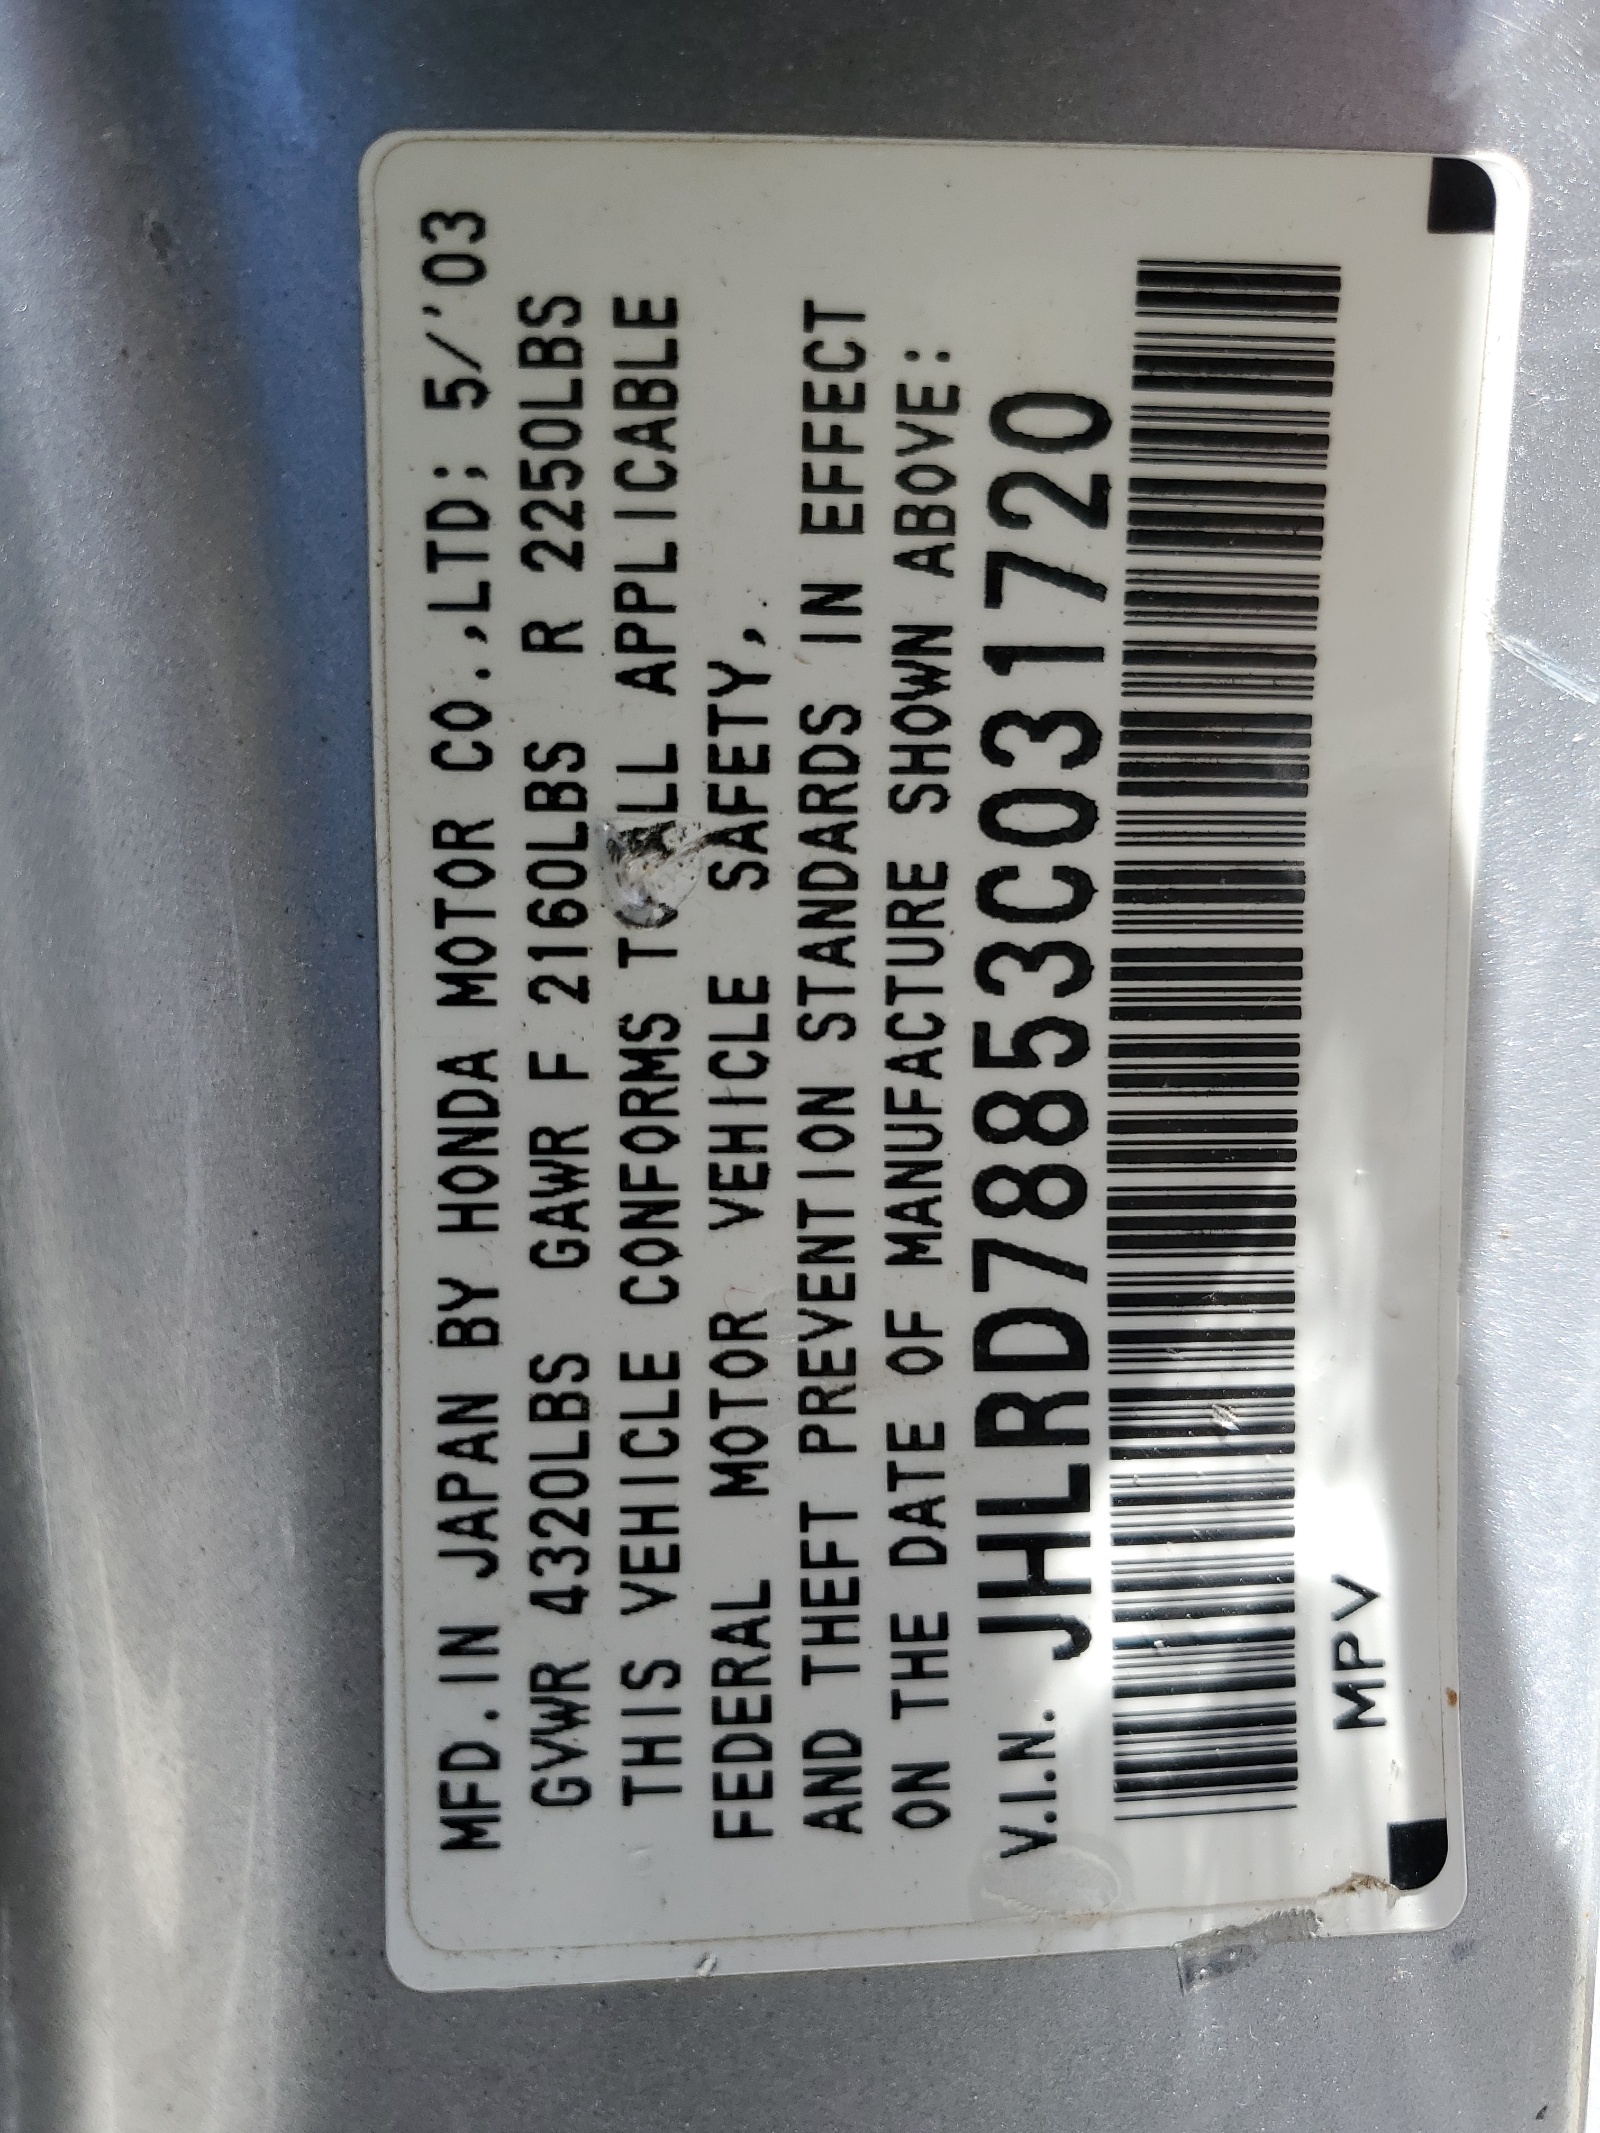 MFD.IN JAPAN BY HONDA MOTOR CO.,LTD; 5/'03
GVWR 4320LBS GAWR F 2160LBS R 2250LBS
THIS VEHICLE CONFORMS TO ALL APPLICABLE
FEDERAL MOTOR VEHICLE SAFETY,
AND THEFT PREVENTION STANDARDS IN EFFECT
ON THE DATE OF MANUFACTURE SHOWN ABOVE:
V.I.N. JHLRD78853C031720
MPV